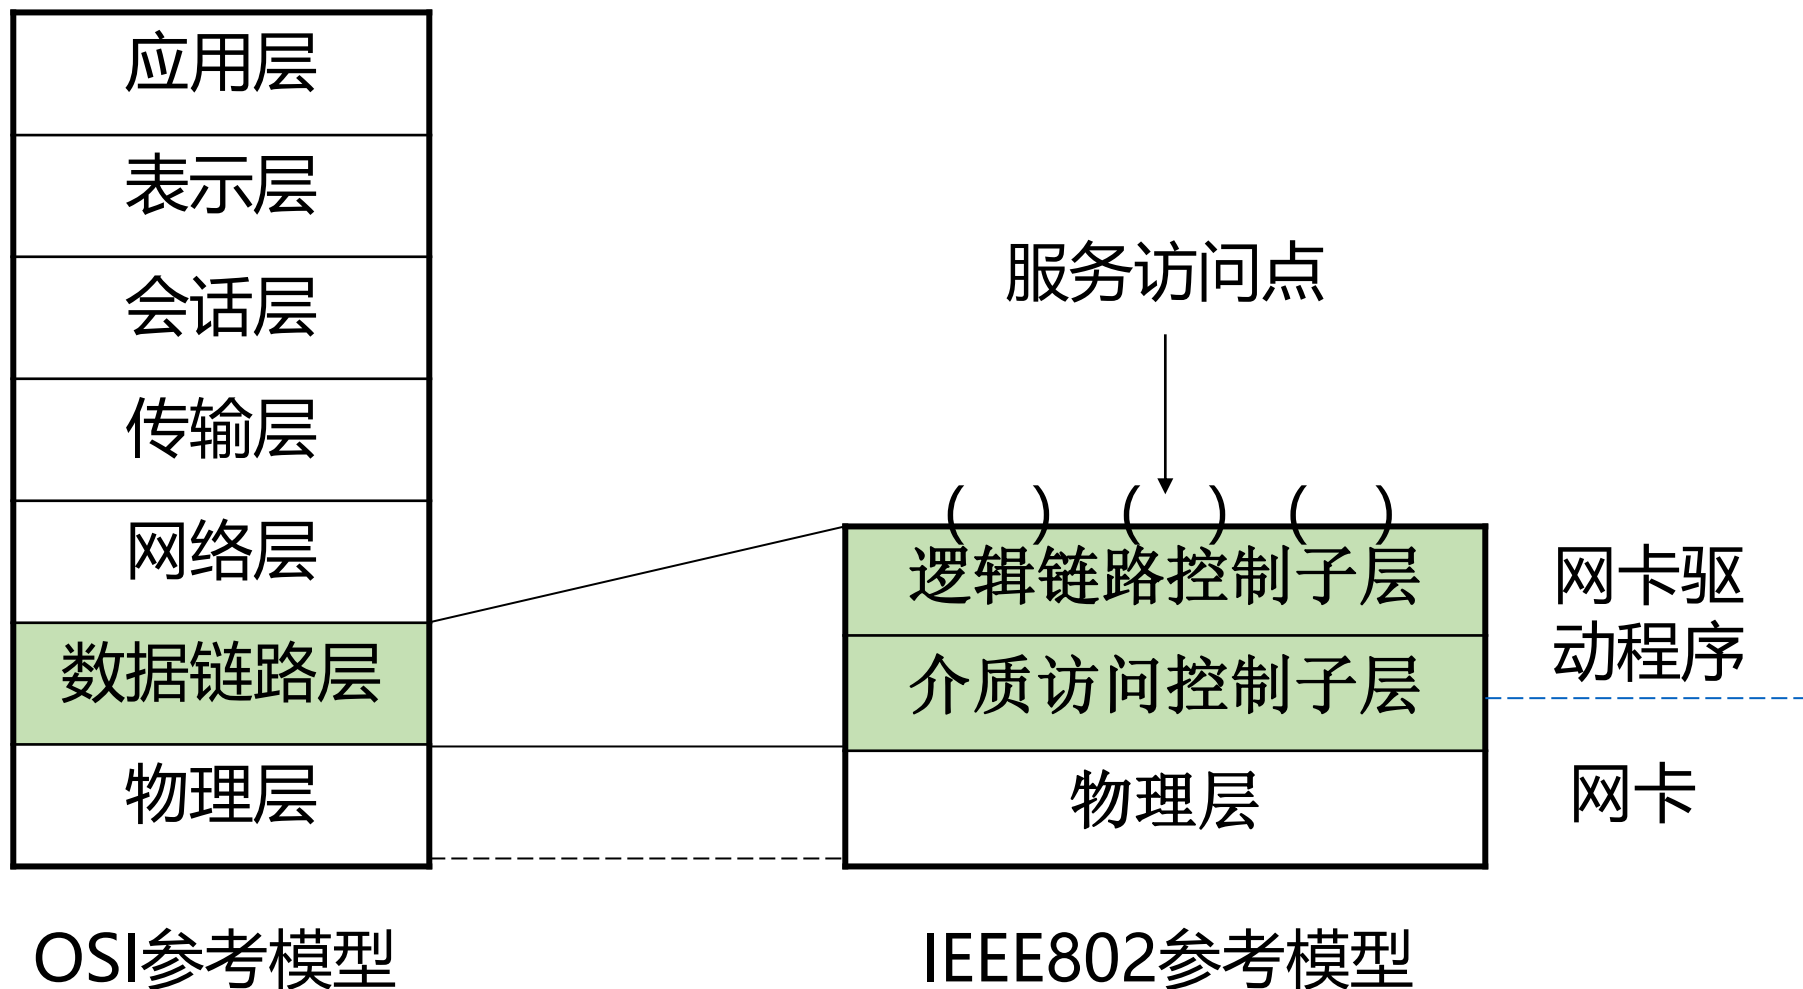 应用层
表示层
会话层
传输层
网络层
数据链路层
物理层
OSI参考模型
服务访问点
( ) ( ) ( )
逻辑链路控制子层
介质访问控制子层
物理层
IEEE802参考模型
网卡驱
动程序
网卡